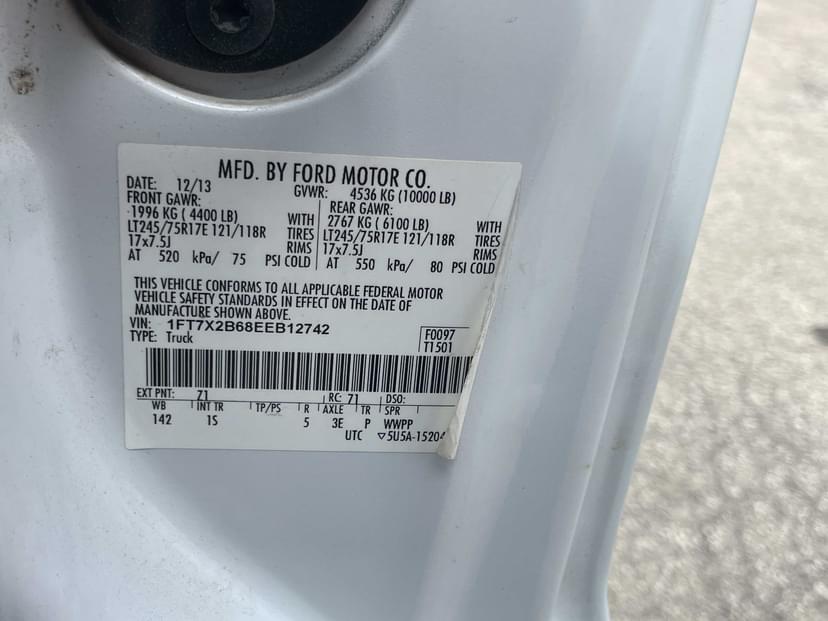 MFD. BY FORD MOTOR CO.
DATE: 12/13 GVWR: 4536 KG (10000 LB)
FRONT GAWR: REAR GAWR:
1996 KG ( 4400 LB) WITH 2767 KG ( 6100 LB) WITH
LT245/75R17E 121/118R TIRES LT245/75R17E 121/118R TIRES
17x7.5J RIMS 17x7.5J RIMS
AT 520 kPa/ 75 PSI COLD AT 550 kPa/ 80 PSI COLD
THIS VEHICLE CONFORMS TO ALL APPLICABLE FEDERAL MOTOR
VEHICLE SAFETY STANDARDS IN EFFECT ON THE DATE OF
MANUFACTURE SHOWN ABOVE.
VIN: 1FT7X2B68EEB12742 F0097
TYPE: Truck T1501
EXT PNT: Z1 RC: 71 DSO:
WB INT TR TP/PS R AXLE TR SPR
142 1S 5 3E P WWPP
UTC ▽5U5A-15204